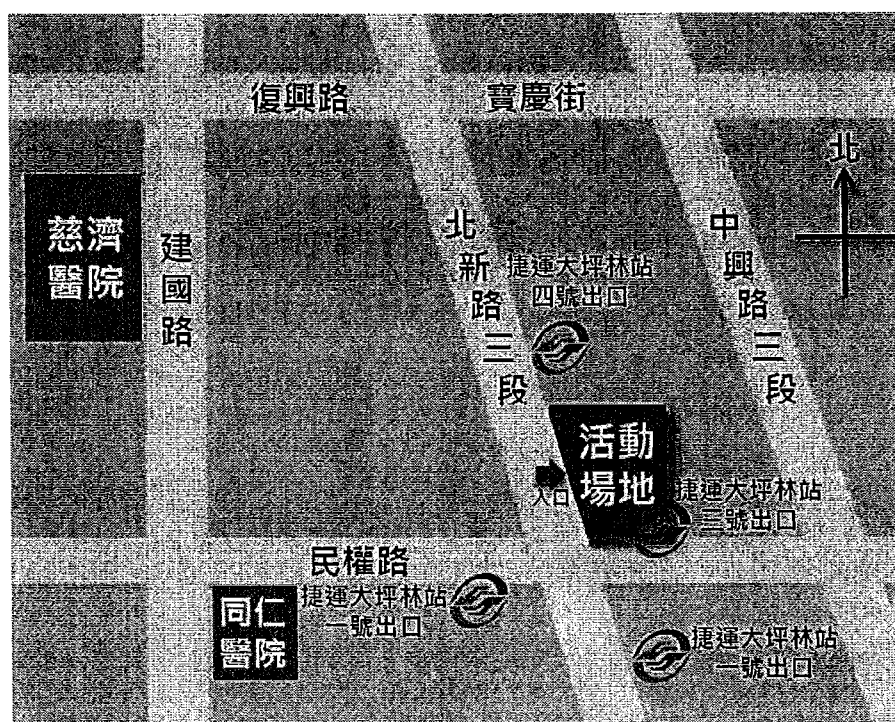 復興路
寶慶街
北
慈濟
醫院
建國路
北新路三段
中興路三段
捷運大坪林站
四號出口
活動
場地
入口
捷運大坪林站
三號出口
民權路
捷運大坪林站
一號出口
同仁
醫院
捷運大坪林站
一號出口